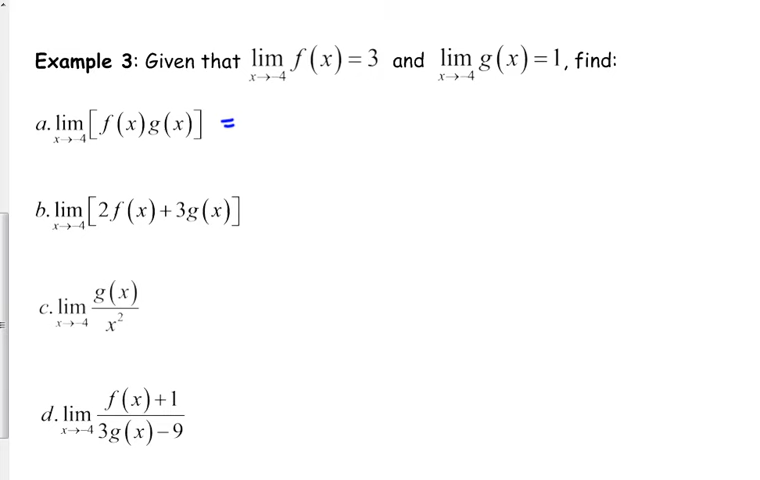 Example 3: Given that lim x→-4 f(x)=3 and lim x→-4 g(x)=1, find:
a. lim x→-4 [f(x)g(x)] =
b. lim x→-4 [2f(x)+3g(x)]
c. lim x→-4 g(x)/x²
d. lim x→-4 (f(x)+1)/(3g(x)-9)